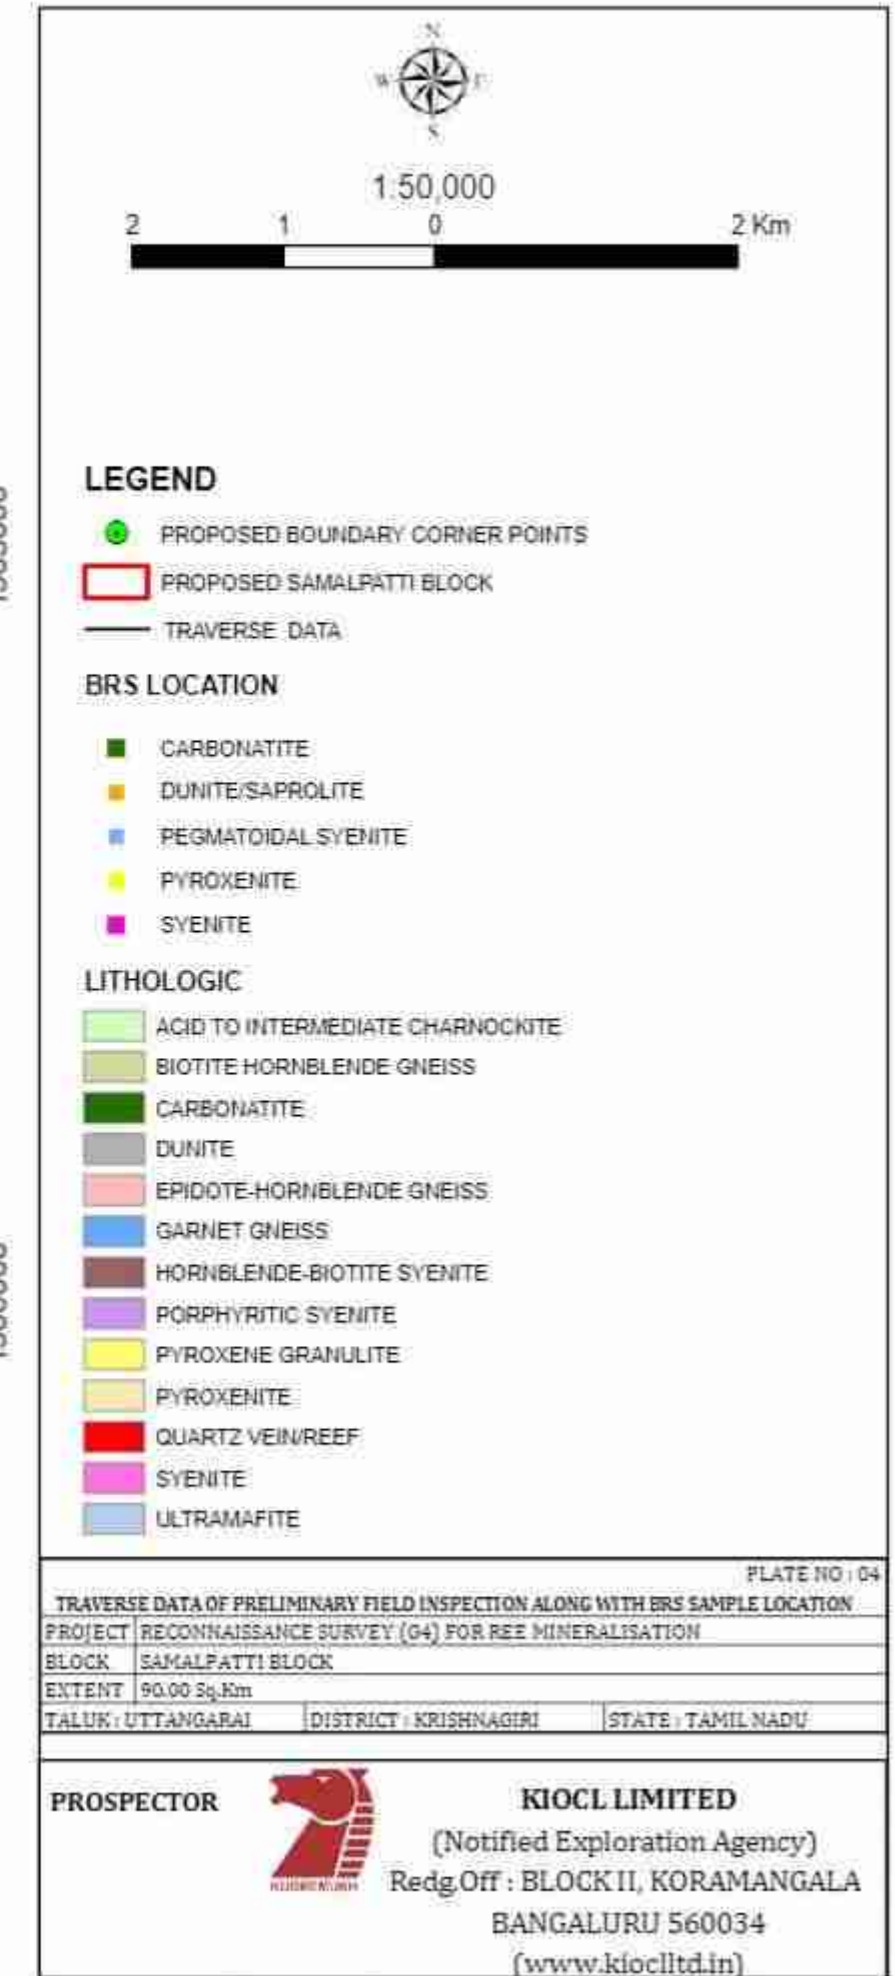 N
W E
S
1:50,000
2 1 0 2 Km
LEGEND
PROPOSED BOUNDARY CORNER POINTS
PROPOSED SAMALPATTI BLOCK
TRAVERSE DATA
BRS LOCATION
CARBONATITE
DUNITE/SAPROLITE
PEGMATOIDAL SYENITE
PYROXENITE
SYENITE
LITHOLOGIC
ACID TO INTERMEDIATE CHARNOCKITE
BIOTITE HORNBLENDE GNEISS
CARBONATITE
DUNITE
EPIDOTE-HORNBLENDE GNEISS
GARNET GNEISS
HORNBLENDE-BIOTITE SYENITE
PORPHYRITIC SYENITE
PYROXENE GRANULITE
PYROXENITE
QUARTZ VEIN/REEF
SYENITE
ULTRAMAFITE
PLATE NO : 04
TRAVERSE DATA OF PRELIMINARY FIELD INSPECTION ALONG WITH BRS SAMPLE LOCATION
PROJECT RECONNAISSANCE SURVEY (G4) FOR REE MINERALISATION
BLOCK SAMALPATTI BLOCK
EXTENT 90.00 Sq.Km
TALUK : UTTANGARAI DISTRICT : KRISHNAGIRI STATE : TAMIL NADU
PROSPECTOR
KIOCL LIMITED
(Notified Exploration Agency)
Redg.Off : BLOCK II, KORAMANGALA
BANGALURU 560034
(www.kioclltd.in)